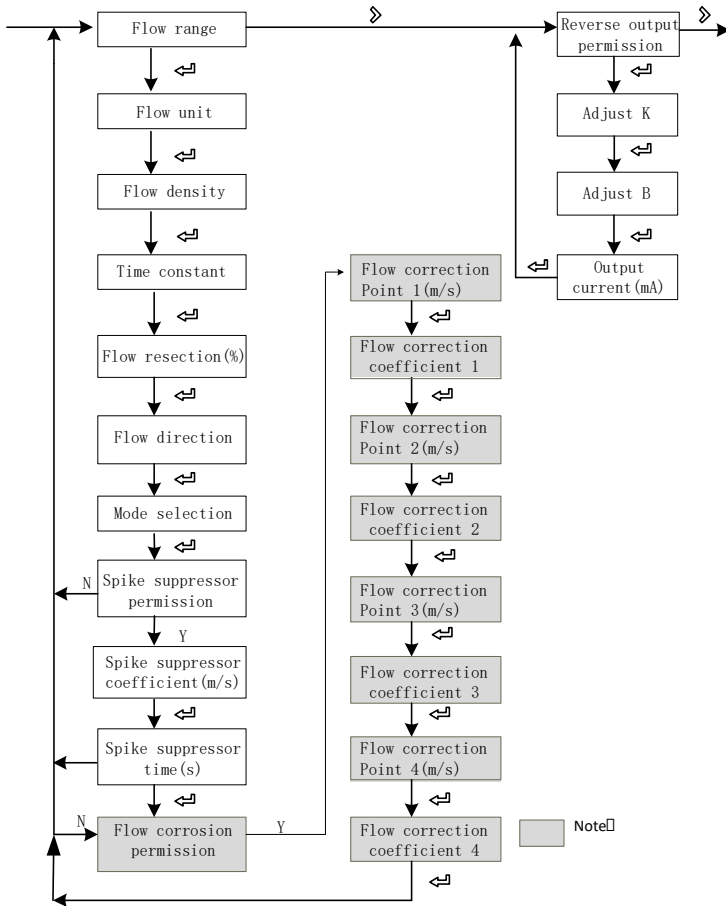 Flow range
Flow unit
Flow density
Time constant
Flow resection(%)
Flow direction
Mode selection
N
Spike suppressor
permission
Y
Spike suppressor
coefficient(m/s)
Spike suppressor
time(s)
N
Flow corrosion
permission
Y
Flow correction
Point 1(m/s)
Flow correction
coefficient 1
Flow correction
Point 2(m/s)
Flow correction
coefficient 2
Flow correction
Point 3(m/s)
Flow correction
coefficient 3
Flow correction
Point 4(m/s)
Flow correction
coefficient 4
Reverse output
permission
Adjust K
Adjust B
Output
current(mA)
Note